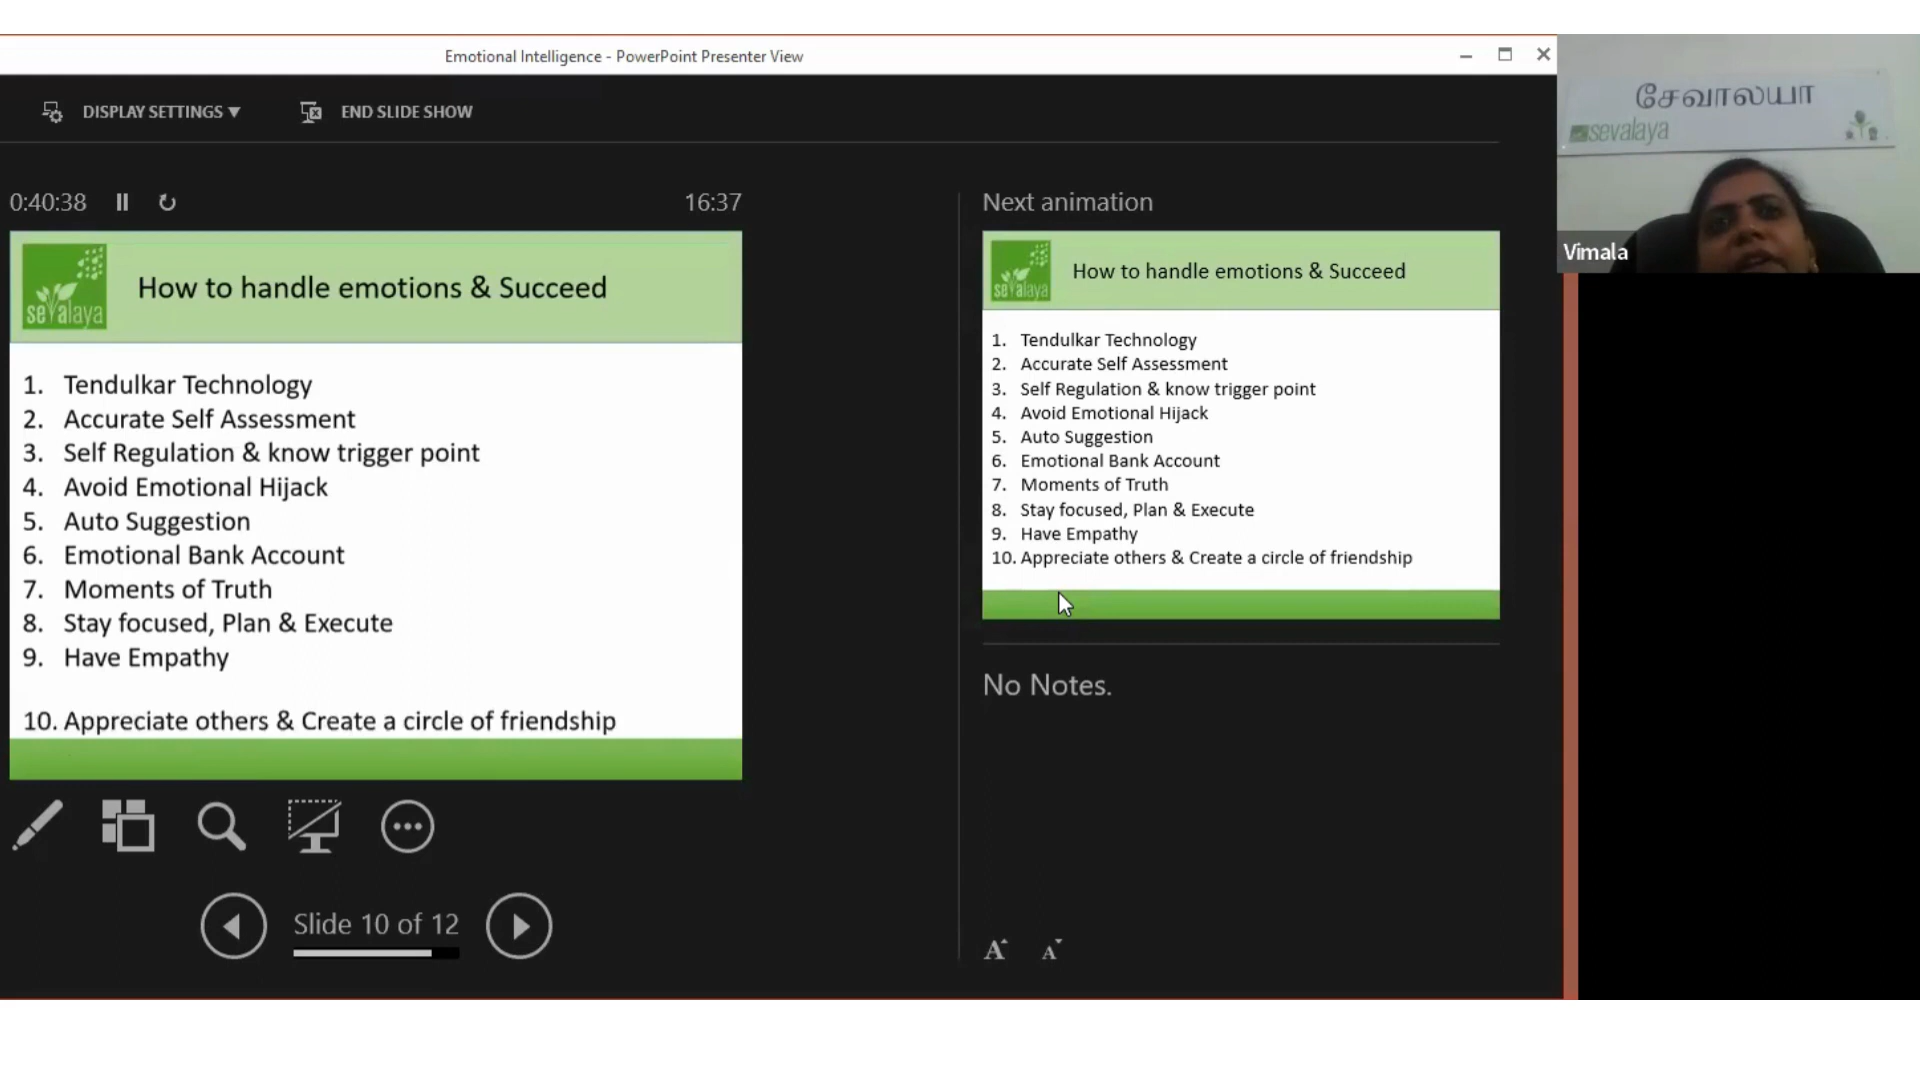 Emotional Intelligence - PowerPoint Presenter View
DISPLAY SETTINGS ▼
END SLIDE SHOW
0:40:38
16:37
sevalaya
How to handle emotions & Succeed
1. Tendulkar Technology
2. Accurate Self Assessment
3. Self Regulation & know trigger point
4. Avoid Emotional Hijack
5. Auto Suggestion
6. Emotional Bank Account
7. Moments of Truth
8. Stay focused, Plan & Execute
9. Have Empathy
10. Appreciate others & Create a circle of friendship
Slide 10 of 12
Next animation
sevalaya
How to handle emotions & Succeed
1. Tendulkar Technology
2. Accurate Self Assessment
3. Self Regulation & know trigger point
4. Avoid Emotional Hijack
5. Auto Suggestion
6. Emotional Bank Account
7. Moments of Truth
8. Stay focused, Plan & Execute
9. Have Empathy
10. Appreciate others & Create a circle of friendship
No Notes.
A A
சேவாலயா
sevalaya
Vimala